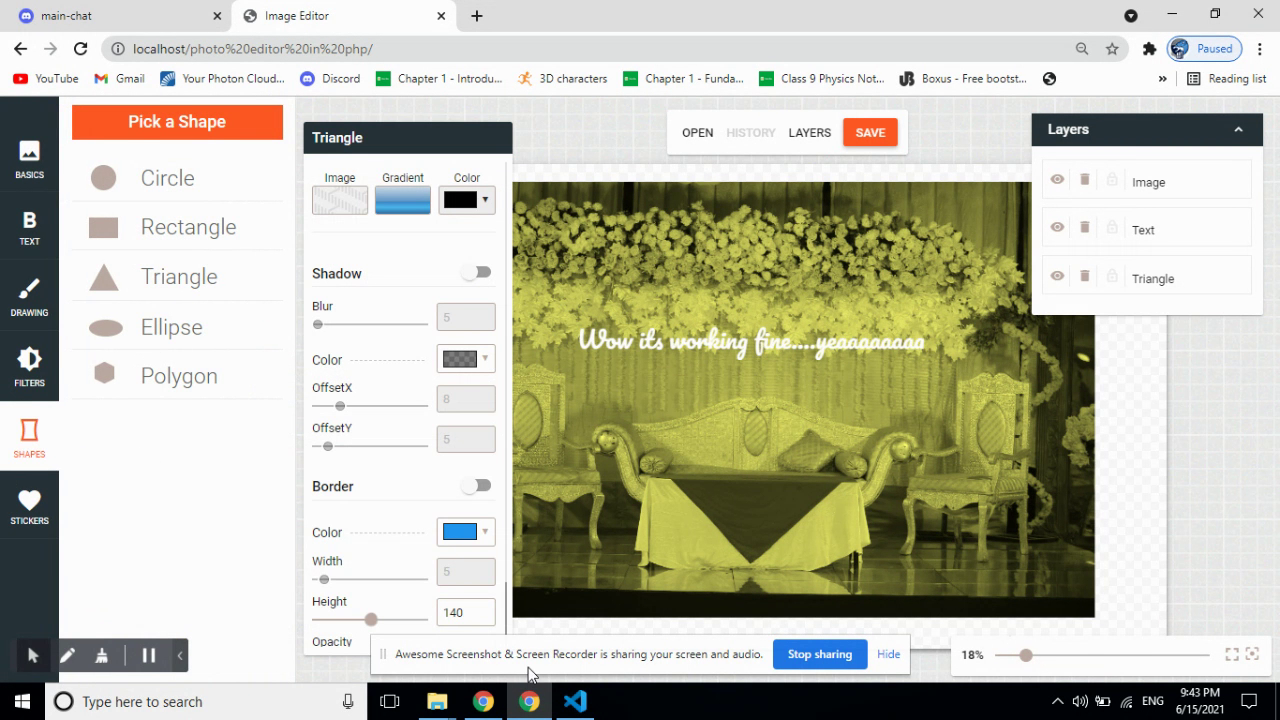 main-chat
Image Editor
localhost/photo%20editor%20in%20php/
Paused
YouTube
Gmail
Your Photon Cloud...
Discord
Chapter 1 - Introdu...
3D characters
Chapter 1 - Funda...
Class 9 Physics Not...
Boxus - Free bootst...
»
Reading list
Pick a Shape
Circle
Rectangle
Triangle
Ellipse
Polygon
BASICS
B
TEXT
DRAWING
FILTERS
SHAPES
STICKERS
Triangle
Image Gradient Color
Shadow
Blur
5
Color
OffsetX
8
OffsetY
5
Border
Color
Width
5
Height
140
Opacity
OPEN HISTORY LAYERS SAVE
Wow its working fine....yeaaaaaaaa
Layers
Image
Text
Triangle
Awesome Screenshot & Screen Recorder is sharing your screen and audio.
Stop sharing
Hide
18%
Type here to search
ENG
9:43 PM
6/15/2021